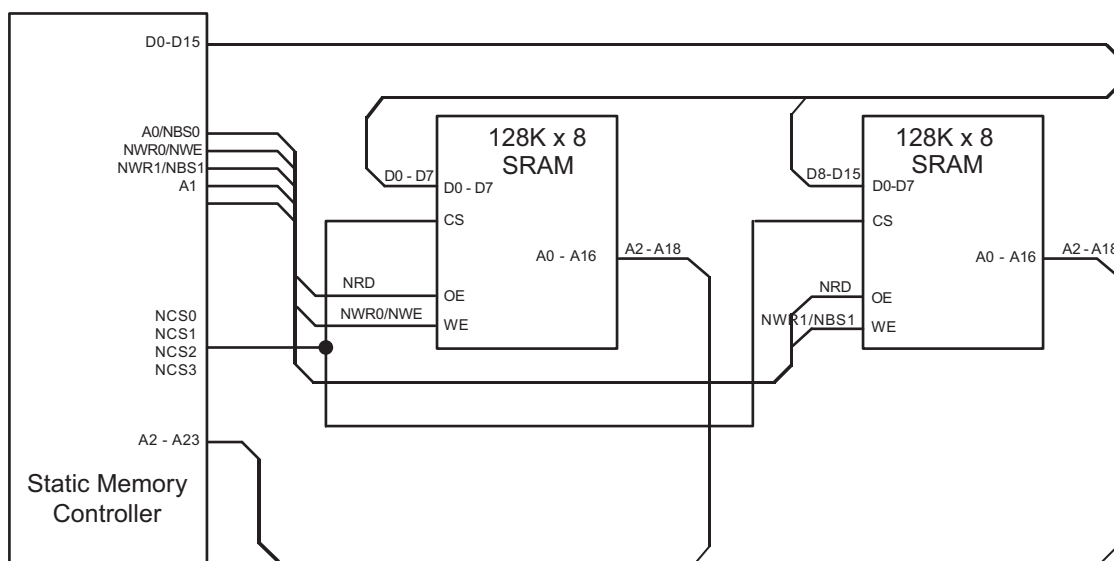 D0-D15
A0/NBS0
NWR0/NWE
NWR1/NBS1
A1
NCS0
NCS1
NCS2
NCS3
A2 - A23
Static Memory
Controller
D0 - D7
128K x 8
SRAM
D0 - D7
CS
A0 - A16
A2 - A18
NRD
OE
NWR0/NWE
WE
D8-D15
128K x 8
SRAM
D0-D7
CS
A0 - A16
A2 - A18
NRD
OE
NWR1/NBS1
WE